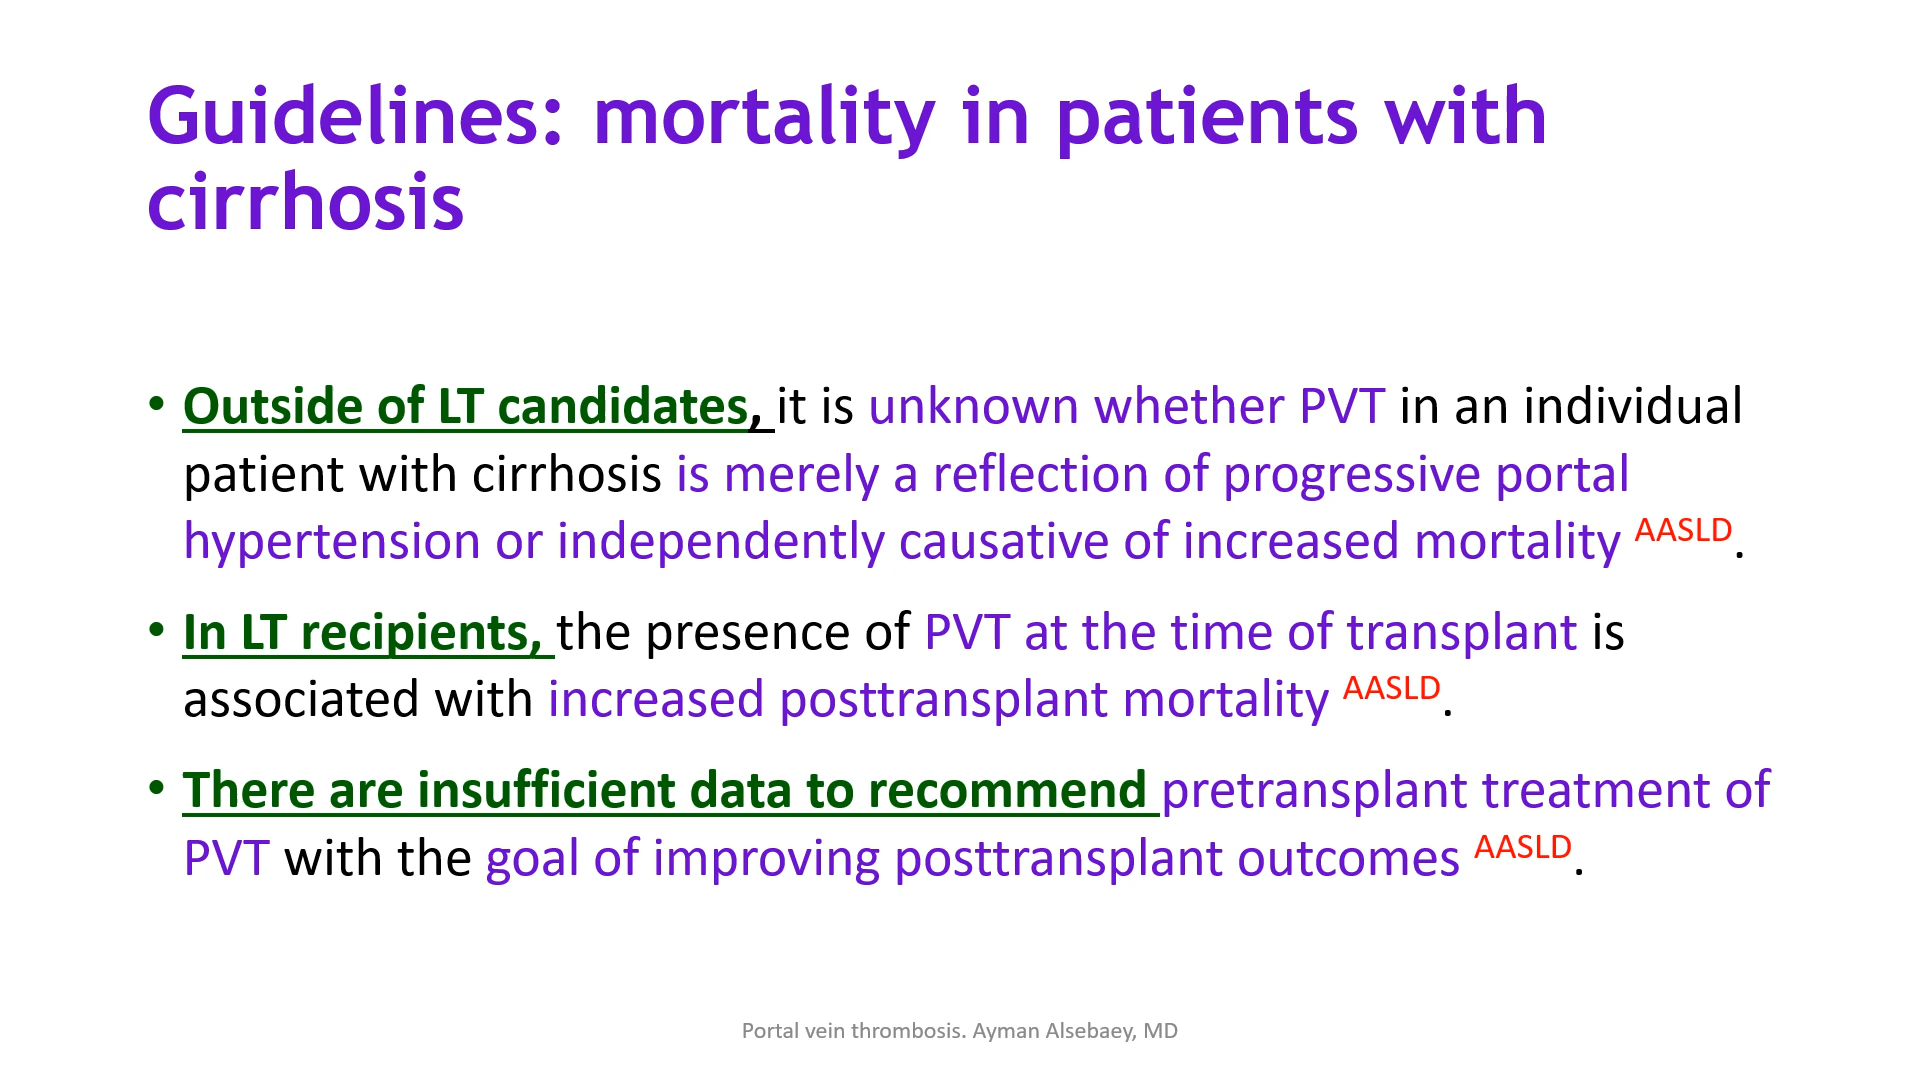 Guidelines: mortality in patients with
cirrhosis
• Outside of LT candidates, it is unknown whether PVT in an individual
patient with cirrhosis is merely a reflection of progressive portal
hypertension or independently causative of increased mortality AASLD.
• In LT recipients, the presence of PVT at the time of transplant is
associated with increased posttransplant mortality AASLD.
• There are insufficient data to recommend pretransplant treatment of
PVT with the goal of improving posttransplant outcomes AASLD.
Portal vein thrombosis. Ayman Alsebaey, MD